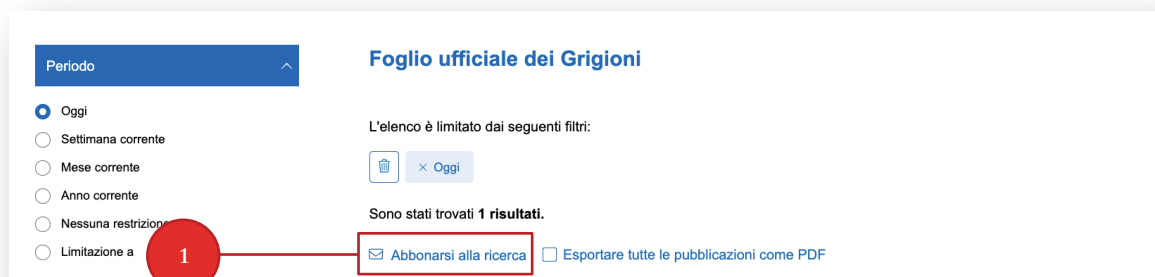 Periodo
Oggi
Settimana corrente
Mese corrente
Anno corrente
Nessuna restrizione
Limitazione a
Foglio ufficiale dei Grigioni
L'elenco è limitato dai seguenti filtri:
× Oggi
Sono stati trovati 1 risultati.
1
Abbonarsi alla ricerca Esportare tutte le pubblicazioni come PDF